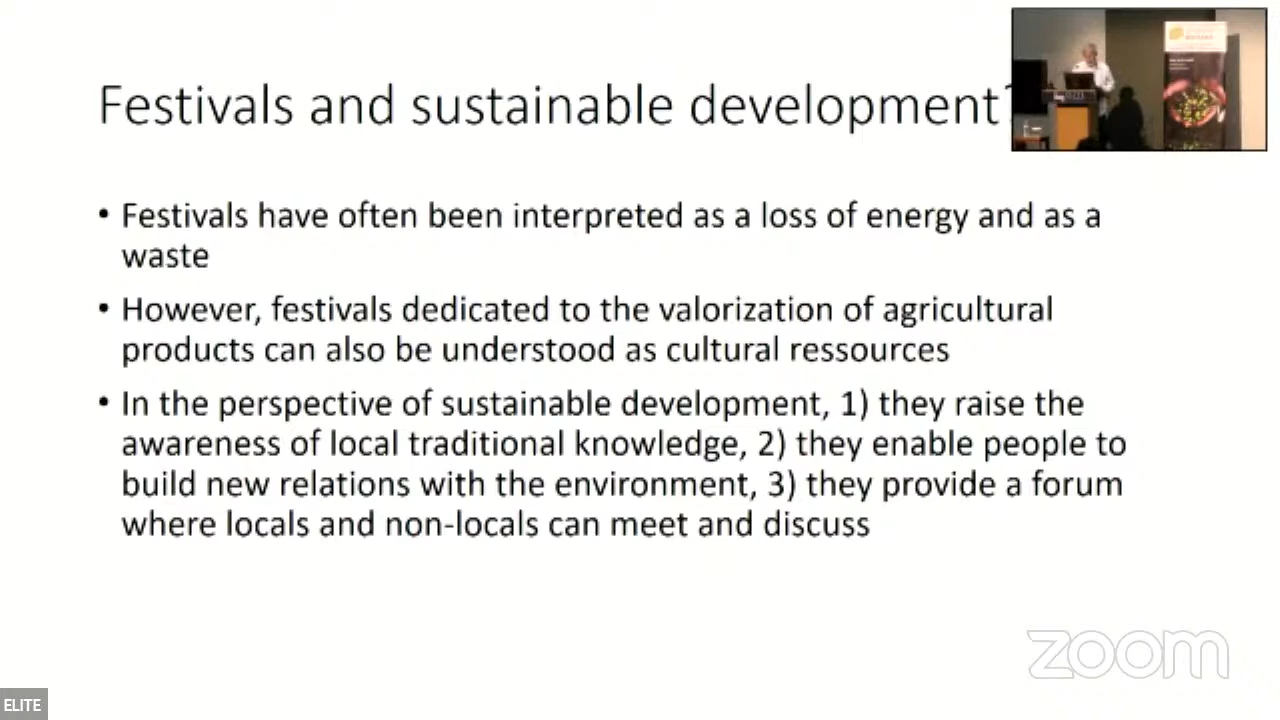 Festivals and sustainable development?
• Festivals have often been interpreted as a loss of energy and as a
waste
• However, festivals dedicated to the valorization of agricultural
products can also be understood as cultural ressources
• In the perspective of sustainable development, 1) they raise the
awareness of local traditional knowledge, 2) they enable people to
build new relations with the environment, 3) they provide a forum
where locals and non-locals can meet and discuss
zoom
ELITE